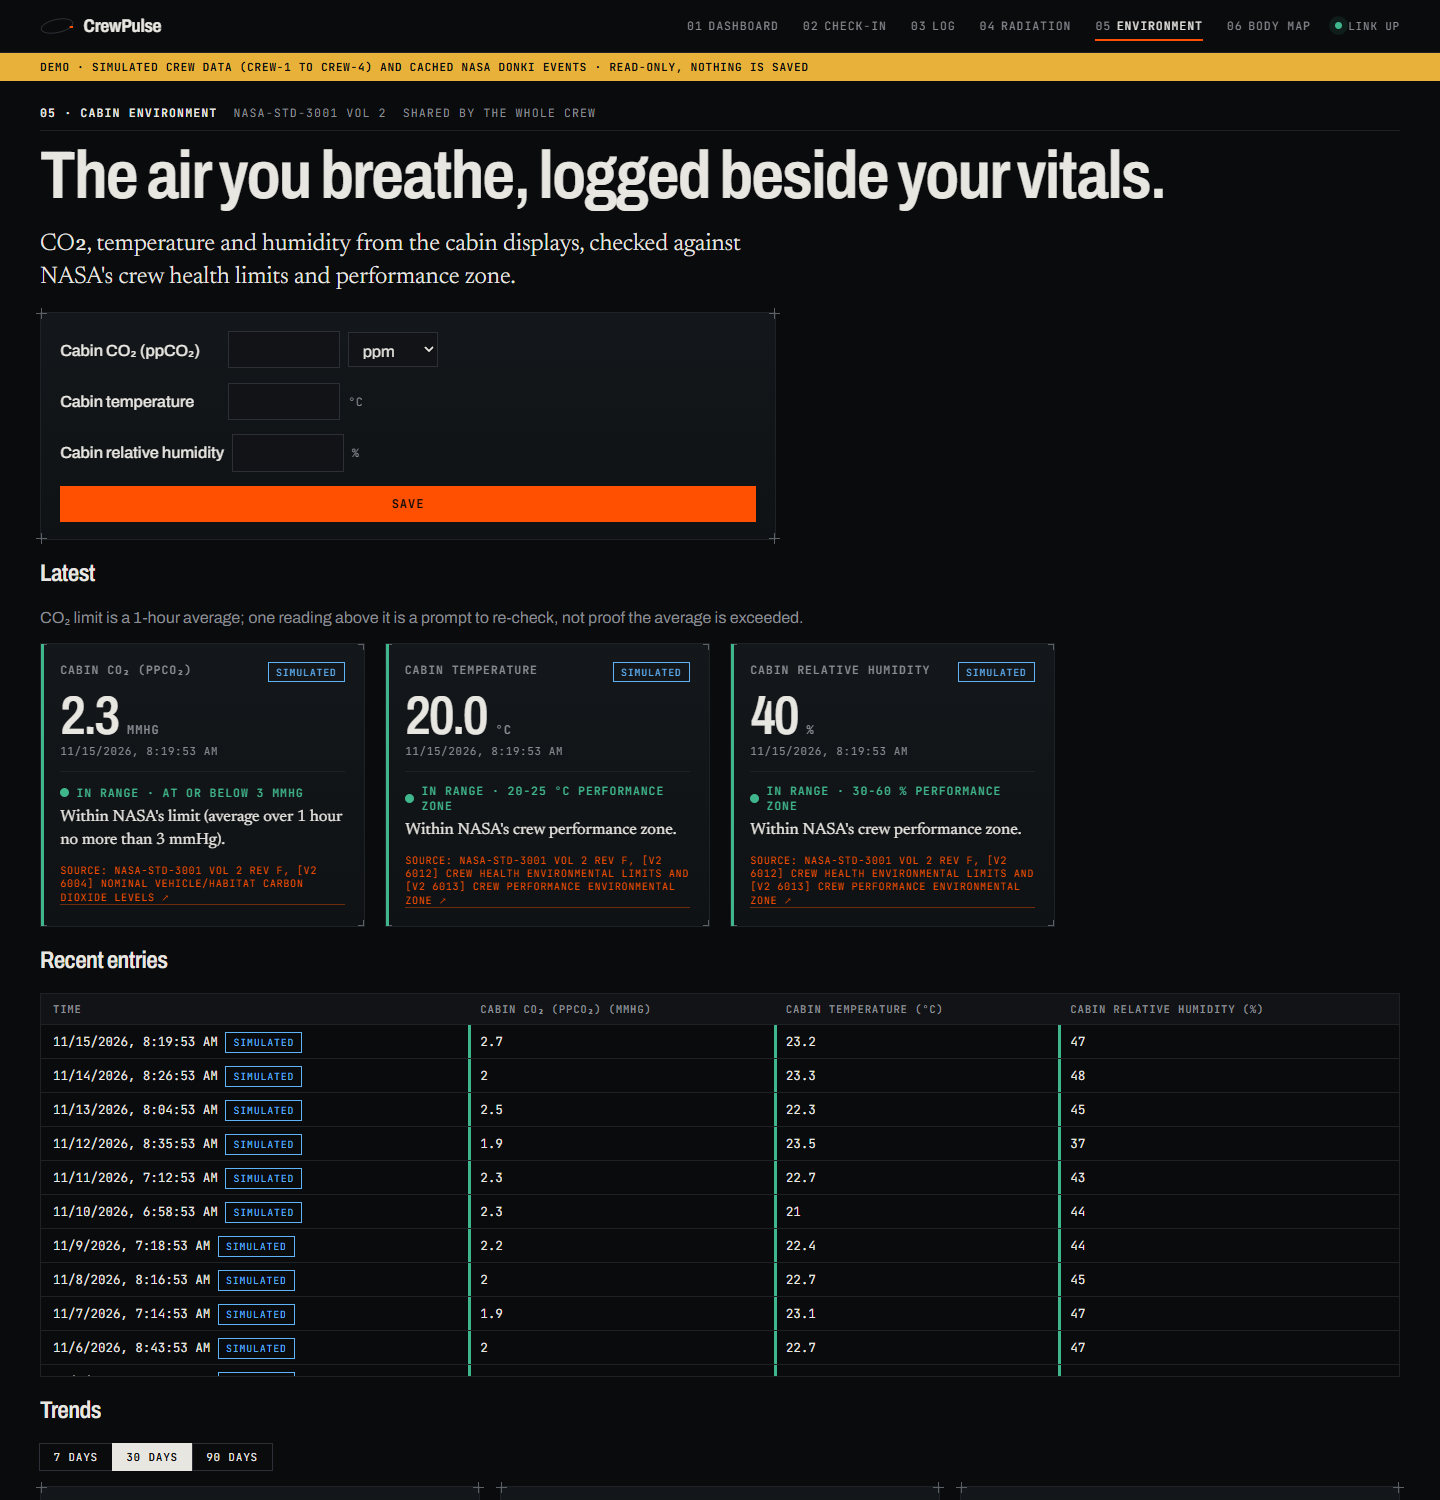 CrewPulse
01 DASHBOARD 02 CHECK-IN 03 LOG 04 RADIATION 05 ENVIRONMENT 06 BODY MAP LINK UP
DEMO · SIMULATED CREW DATA (CREW-1 TO CREW-4) AND CACHED NASA DONKI EVENTS · READ-ONLY, NOTHING IS SAVED
05 · CABIN ENVIRONMENT NASA-STD-3001 VOL 2 SHARED BY THE WHOLE CREW
The air you breathe, logged beside your vitals.
CO₂, temperature and humidity from the cabin displays, checked against
NASA's crew health limits and performance zone.
Cabin CO₂ (ppCO₂) ppm
Cabin temperature °C
Cabin relative humidity %
SAVE
Latest
CO₂ limit is a 1-hour average; one reading above it is a prompt to re-check, not proof the average is exceeded.
CABIN CO₂ (PPCO₂) SIMULATED
2.3 MMHG
11/15/2026, 8:19:53 AM
IN RANGE · AT OR BELOW 3 MMHG
Within NASA's limit (average over 1 hour
no more than 3 mmHg).
SOURCE: NASA-STD-3001 VOL 2 REV F, [V2
6004] NOMINAL VEHICLE/HABITAT CARBON
DIOXIDE LEVELS ↗
CABIN TEMPERATURE SIMULATED
20.0 °C
11/15/2026, 8:19:53 AM
IN RANGE · 20-25 °C PERFORMANCE
ZONE
Within NASA's crew performance zone.
SOURCE: NASA-STD-3001 VOL 2 REV F, [V2
6012] CREW HEALTH ENVIRONMENTAL LIMITS AND
[V2 6013] CREW PERFORMANCE ENVIRONMENTAL
ZONE ↗
CABIN RELATIVE HUMIDITY SIMULATED
40 %
11/15/2026, 8:19:53 AM
IN RANGE · 30-60 % PERFORMANCE
ZONE
Within NASA's crew performance zone.
SOURCE: NASA-STD-3001 VOL 2 REV F, [V2
6012] CREW HEALTH ENVIRONMENTAL LIMITS AND
[V2 6013] CREW PERFORMANCE ENVIRONMENTAL
ZONE ↗
Recent entries
TIME CABIN CO₂ (PPCO₂) (MMHG) CABIN TEMPERATURE (°C) CABIN RELATIVE HUMIDITY (%)
11/15/2026, 8:19:53 AM SIMULATED 2.7 23.2 47
11/14/2026, 8:26:53 AM SIMULATED 2 23.3 48
11/13/2026, 8:04:53 AM SIMULATED 2.5 22.3 45
11/12/2026, 8:35:53 AM SIMULATED 1.9 23.5 37
11/11/2026, 7:12:53 AM SIMULATED 2.3 22.7 43
11/10/2026, 6:58:53 AM SIMULATED 2.3 21 44
11/9/2026, 7:18:53 AM SIMULATED 2.2 22.4 44
11/8/2026, 8:16:53 AM SIMULATED 2 22.7 45
11/7/2026, 7:14:53 AM SIMULATED 1.9 23.1 47
11/6/2026, 8:43:53 AM SIMULATED 2 22.7 47
Trends
7 DAYS 30 DAYS 90 DAYS